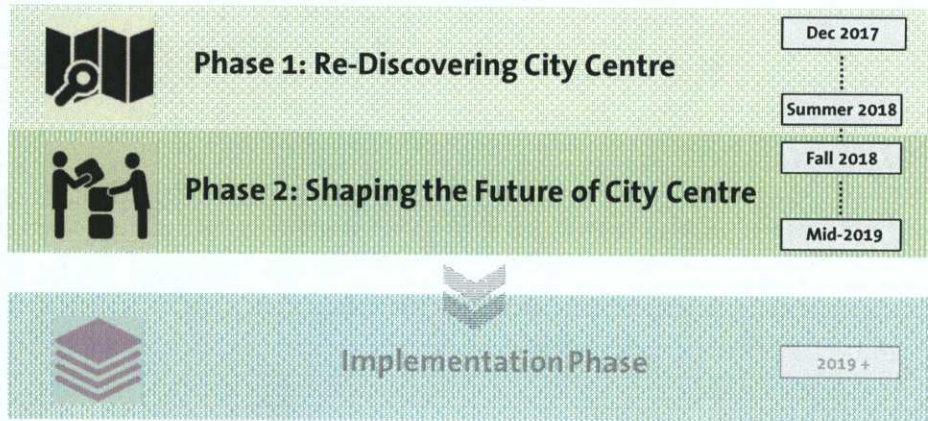 Phase 1: Re-Discovering City Centre
Dec 2017
Summer 2018
Phase 2: Shaping the Future of City Centre
Fall 2018
Mid-2019
Implementation Phase
2019 +